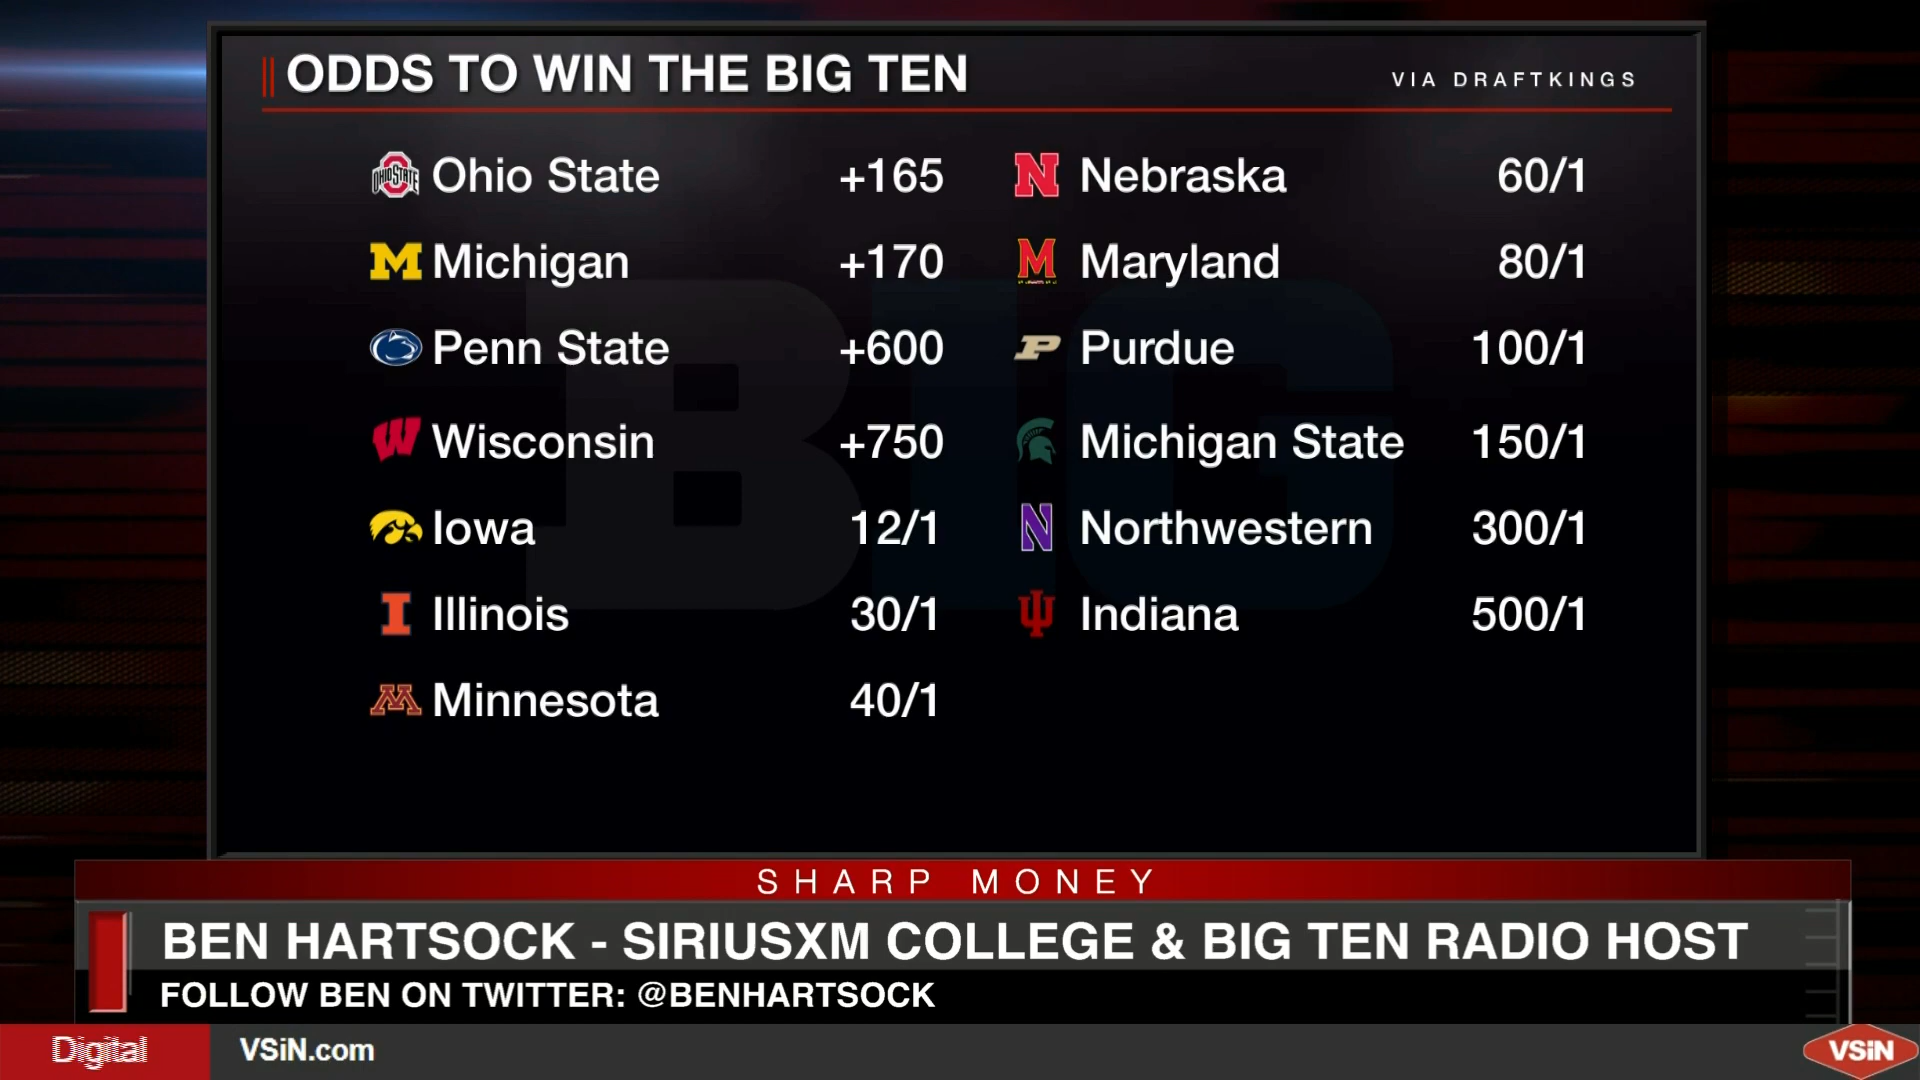 ODDS TO WIN THE BIG TEN
VIA DRAFTKINGS
Ohio State +165
Michigan +170
Penn State +600
Wisconsin +750
Iowa 12/1
Illinois 30/1
Minnesota 40/1
Nebraska 60/1
Maryland 80/1
Purdue 100/1
Michigan State 150/1
Northwestern 300/1
Indiana 500/1
BIG
SHARP MONEY
BEN HARTSOCK - SIRIUSXM COLLEGE & BIG TEN RADIO HOST
FOLLOW BEN ON TWITTER: @BENHARTSOCK
Digital
VSiN.com
VSiN